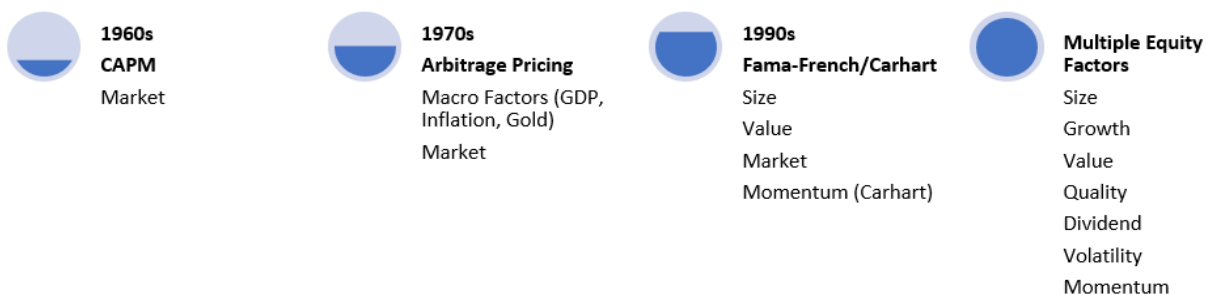 1960s
CAPM
Market
1970s
Arbitrage Pricing
Macro Factors (GDP,
Inflation, Gold)
Market
1990s
Fama-French/Carhart
Size
Value
Market
Momentum (Carhart)
Multiple Equity
Factors
Size
Growth
Value
Quality
Dividend
Volatility
Momentum